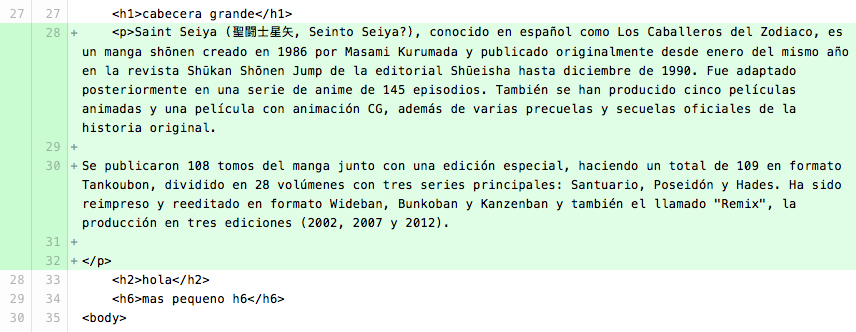 27 27 <h1>cabecera grande</h1>
28 + <p>Saint Seiya (聖闘士星矢, Seinto Seiya?), conocido en español como Los Caballeros del Zodiaco, es
un manga shōnen creado en 1986 por Masami Kurumada y publicado originalmente desde enero del mismo año
en la revista Shūkan Shōnen Jump de la editorial Shūeisha hasta diciembre de 1990. Fue adaptado
posteriormente en una serie de anime de 145 episodios. También se han producido cinco películas
animadas y una película con animación CG, además de varias precuelas y secuelas oficiales de la
historia original.
29 +
30 + Se publicaron 108 tomos del manga junto con una edición especial, haciendo un total de 109 en formato
Tankoubon, dividido en 28 volúmenes con tres series principales: Santuario, Poseidón y Hades. Ha sido
reimpreso y reeditado en formato Wideban, Bunkoban y Kanzenban y también el llamado "Remix", la
producción en tres ediciones (2002, 2007 y 2012).
31 +
32 + </p>
28 33 <h2>hola</h2>
29 34 <h6>mas pequeno h6</h6>
30 35 <body>